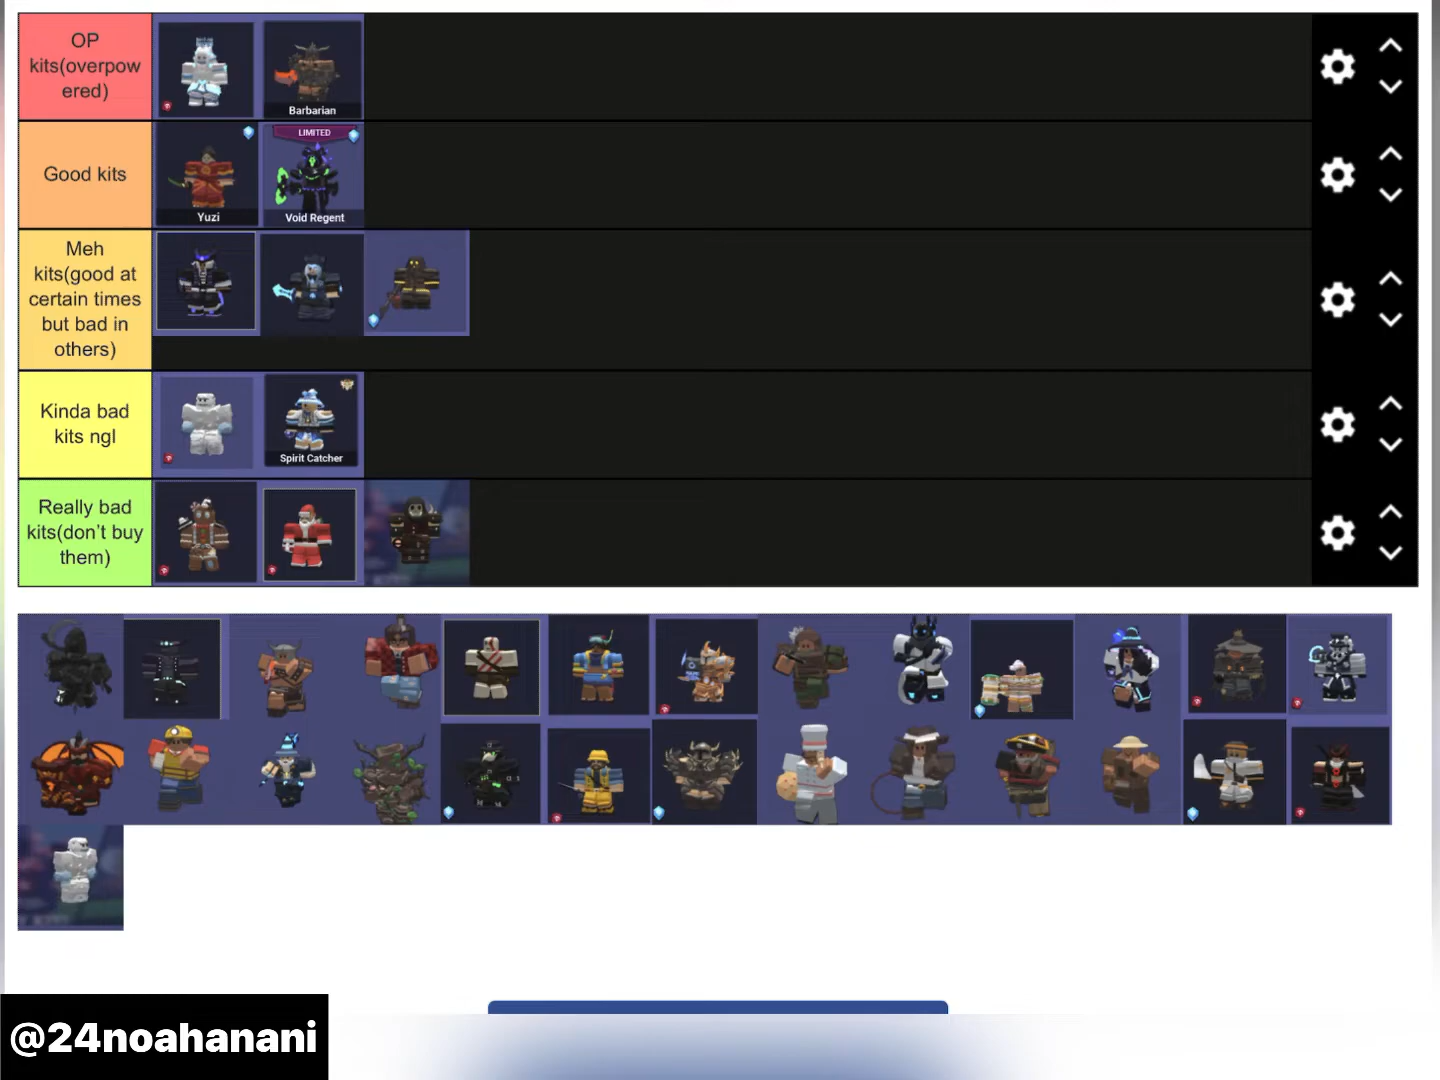 OP
kits(overpow
ered)
Barbarian
Good kits
LIMITED
Yuzi
Void Regent
Meh
kits(good at
certain times
but bad in
others)
Kinda bad
kits ngl
Spirit Catcher
Really bad
kits(don't buy
them)
@24noahanani